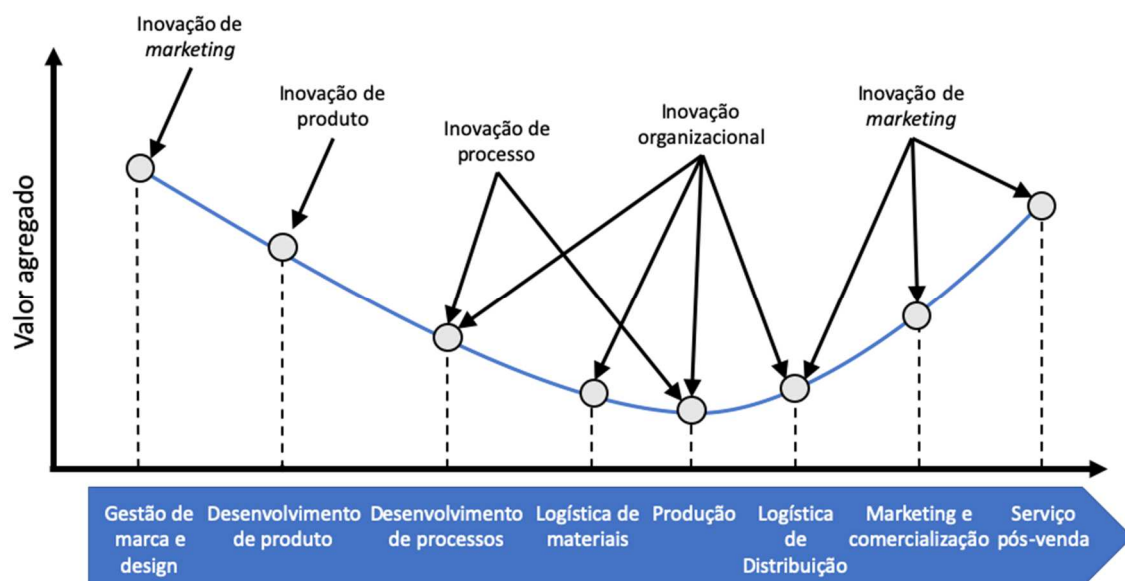 Inovação de
marketing
Inovação de
produto
Inovação de
processo
Inovação
organizacional
Inovação de
marketing
Valor agregado
Gestão de
marca e
design
Desenvolvimento
de produto
Desenvolvimento
de processos
Logística de
materiais
Produção
Logística
de
Distribuição
Marketing e
comercialização
Serviço
pós-venda